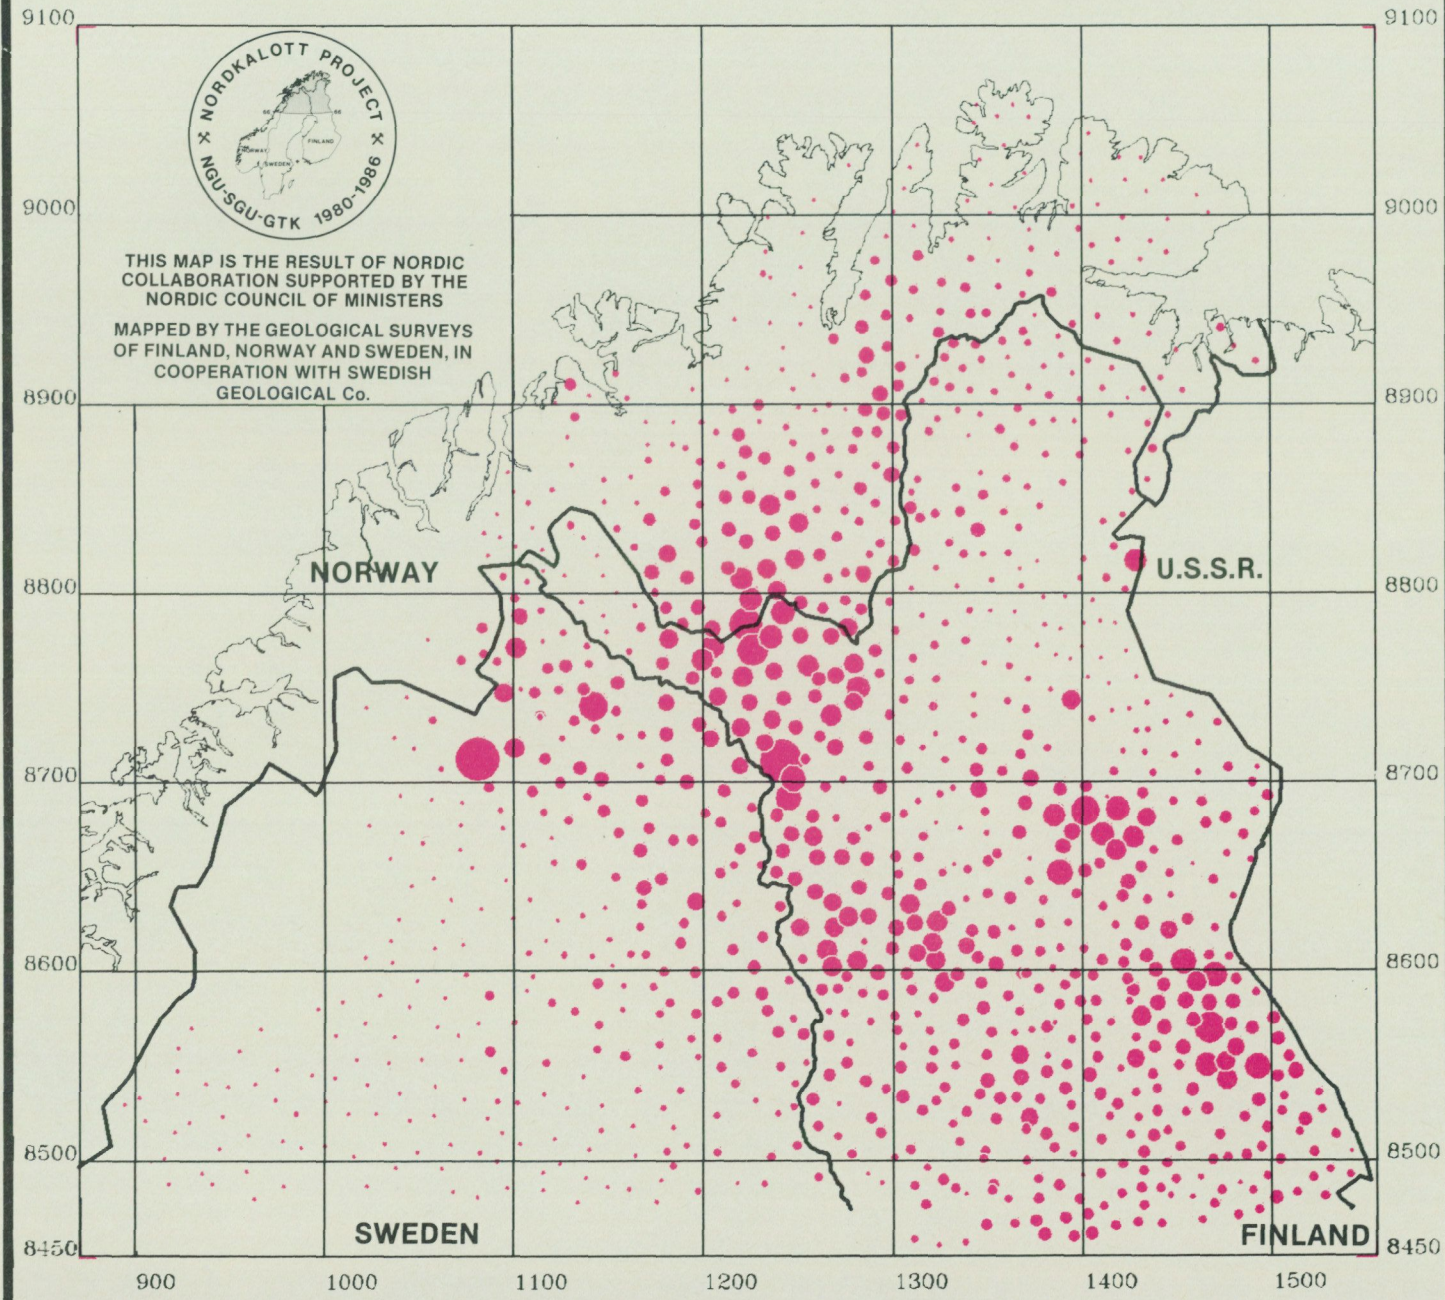 9100
9100
NORDKALOTT PROJECT
66
66
NORWAY
SWEDEN
FINLAND
NGU-SGU-GTK 1980-1986
9000
9000
THIS MAP IS THE RESULT OF NORDIC
COLLABORATION SUPPORTED BY THE
NORDIC COUNCIL OF MINISTERS
MAPPED BY THE GEOLOGICAL SURVEYS
OF FINLAND, NORWAY AND SWEDEN, IN
COOPERATION WITH SWEDISH
GEOLOGICAL Co.
8900
8900
NORWAY
U.S.S.R.
8800
8800
8700
8700
8600
8600
8500
8500
SWEDEN
FINLAND
8450
8450
900
1000
1100
1200
1300
1400
1500